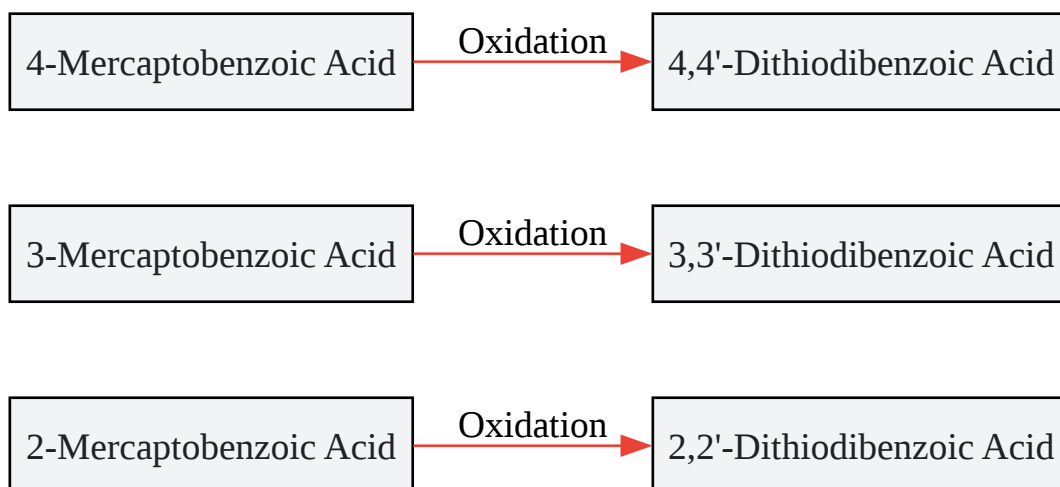 4-Mercaptobenzoic Acid Oxidation 4,4'-Dithiodibenzoic Acid
3-Mercaptobenzoic Acid Oxidation 3,3'-Dithiodibenzoic Acid
2-Mercaptobenzoic Acid Oxidation 2,2'-Dithiodibenzoic Acid